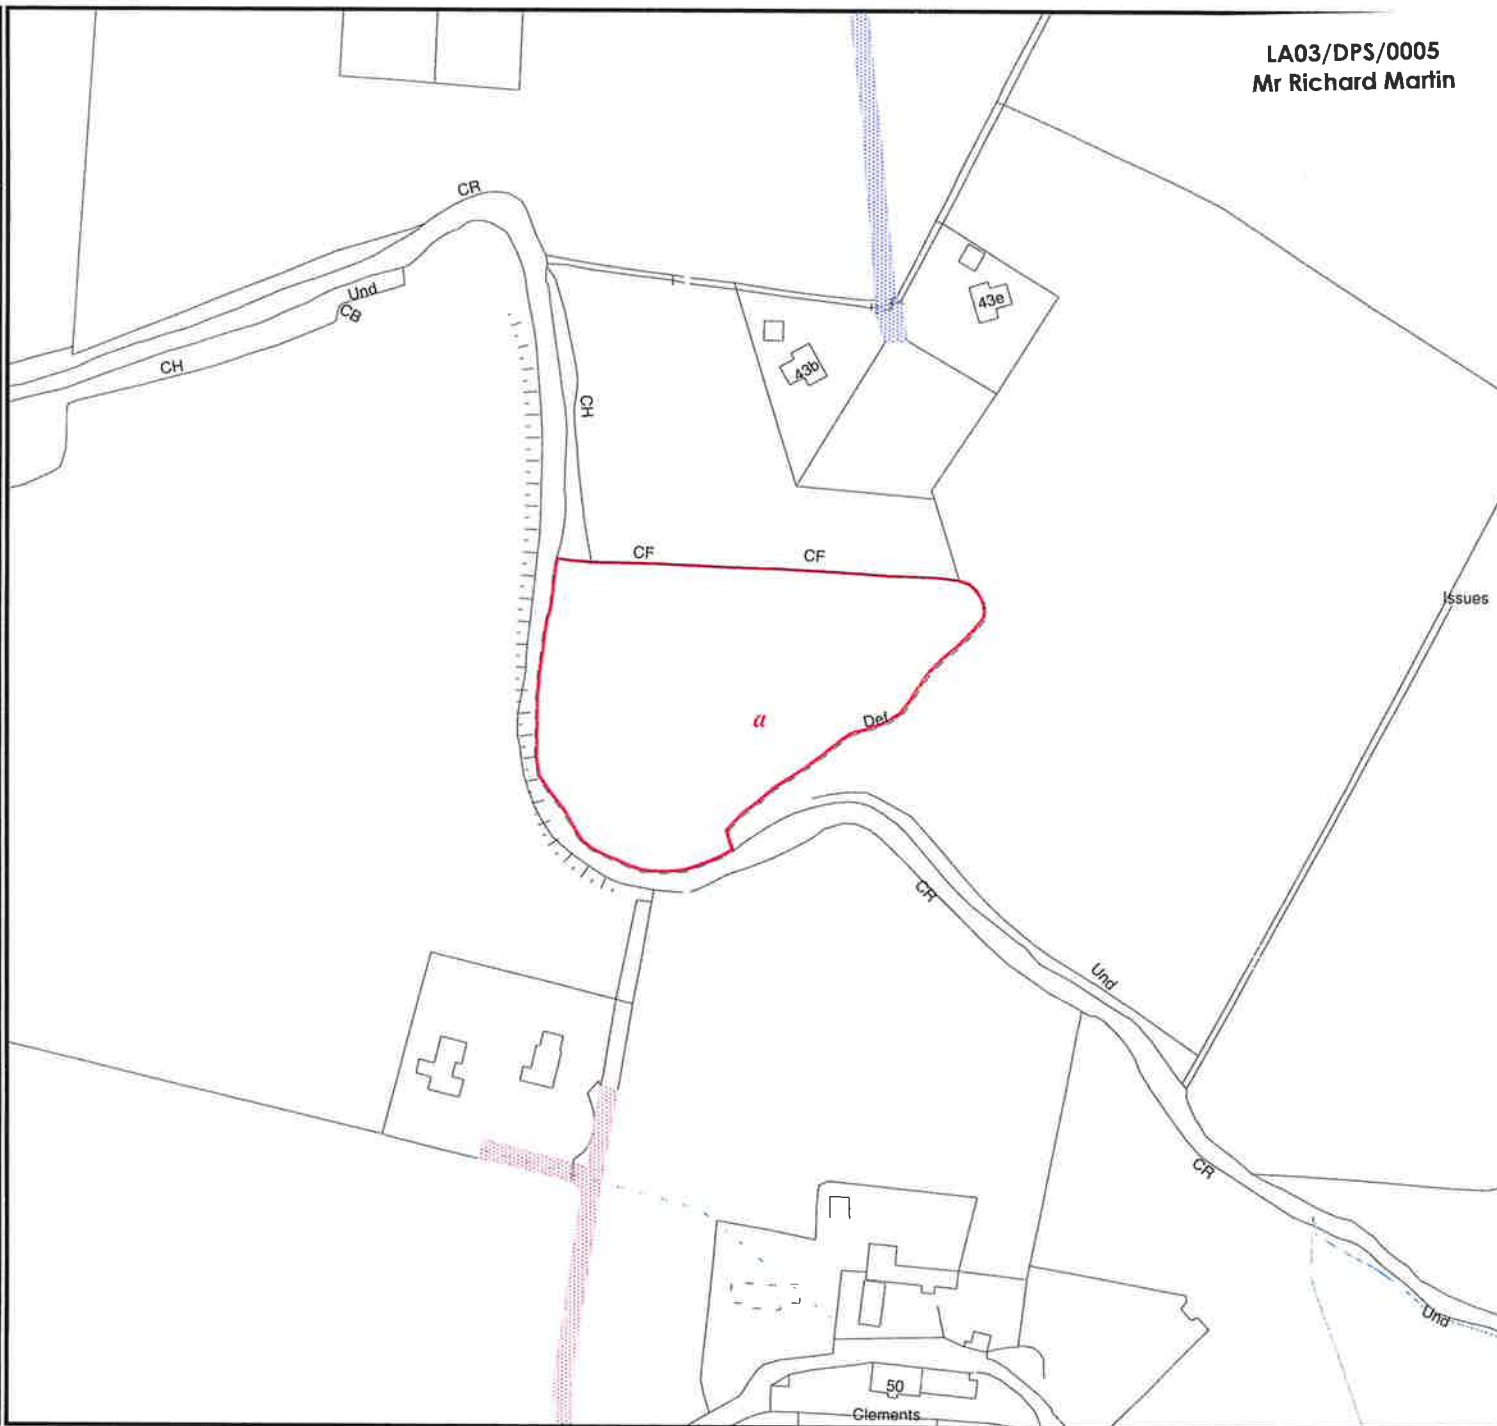 LA03/DPS/0005
Mr Richard Martin
CR
Und
CB
CH
CH
43e
43b
CF
CF
Issues
a
Def
CR
Und
CR
Und
50
Clements